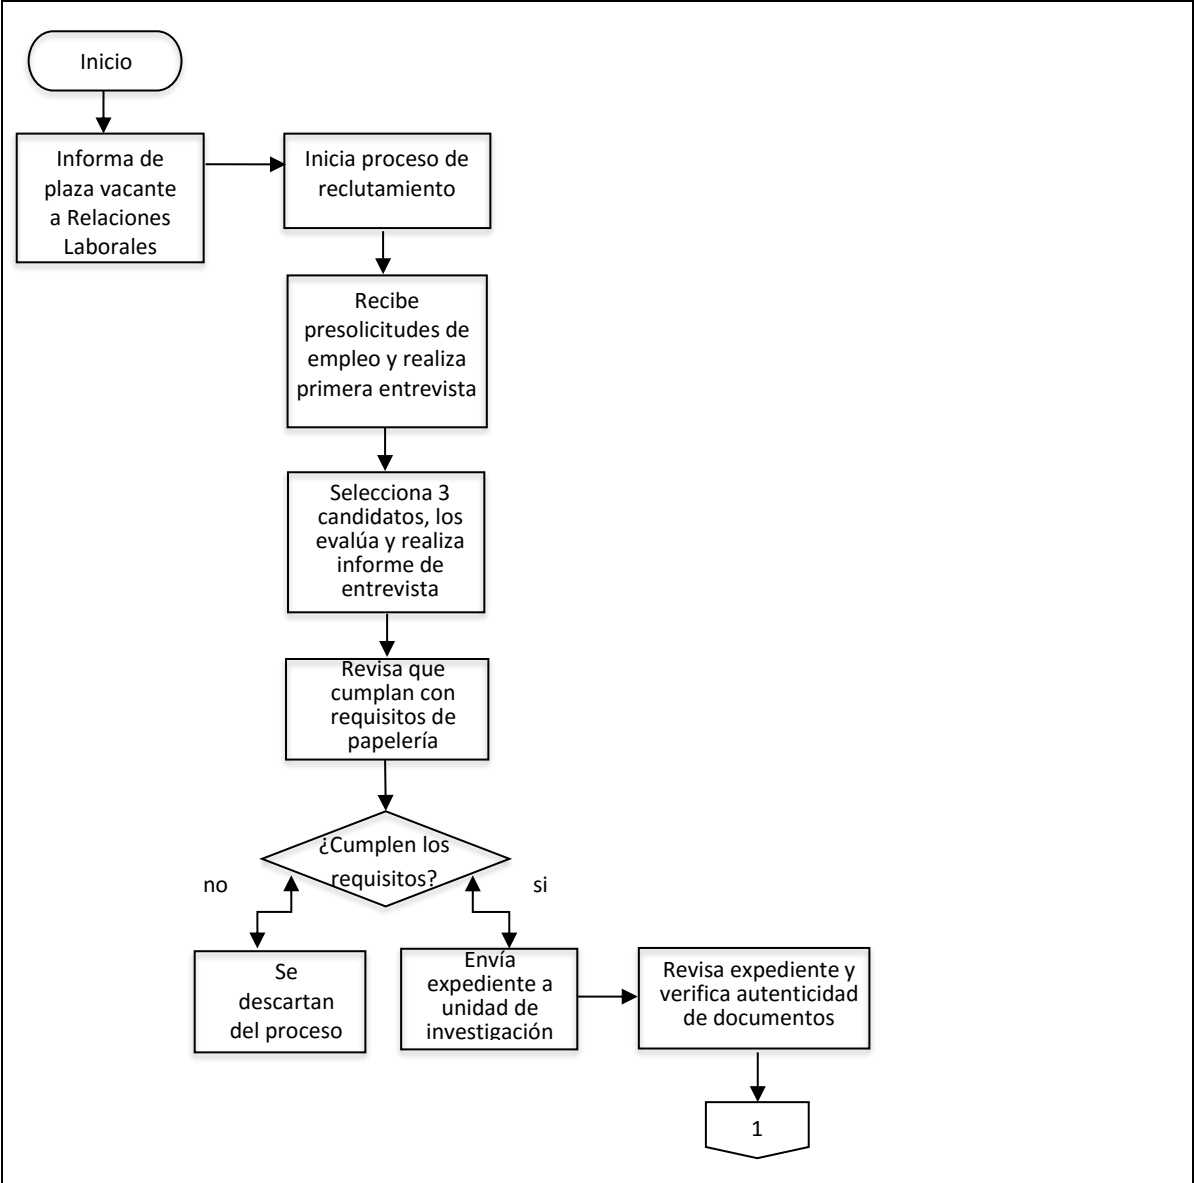 Inicio
Informa de
plaza vacante
a Relaciones
Laborales
Inicia proceso de
reclutamiento
Recibe
presolicitudes de
empleo y realiza
primera entrevista
Selecciona 3
candidatos, los
evalúa y realiza
informe de
entrevista
Revisa que
cumplan con
requisitos de
papelería
¿Cumplen los
requisitos?
no
si
Se
descartan
del proceso
Envía
expediente a
unidad de
investigación
Revisa expediente y
verifica autenticidad
de documentos
1